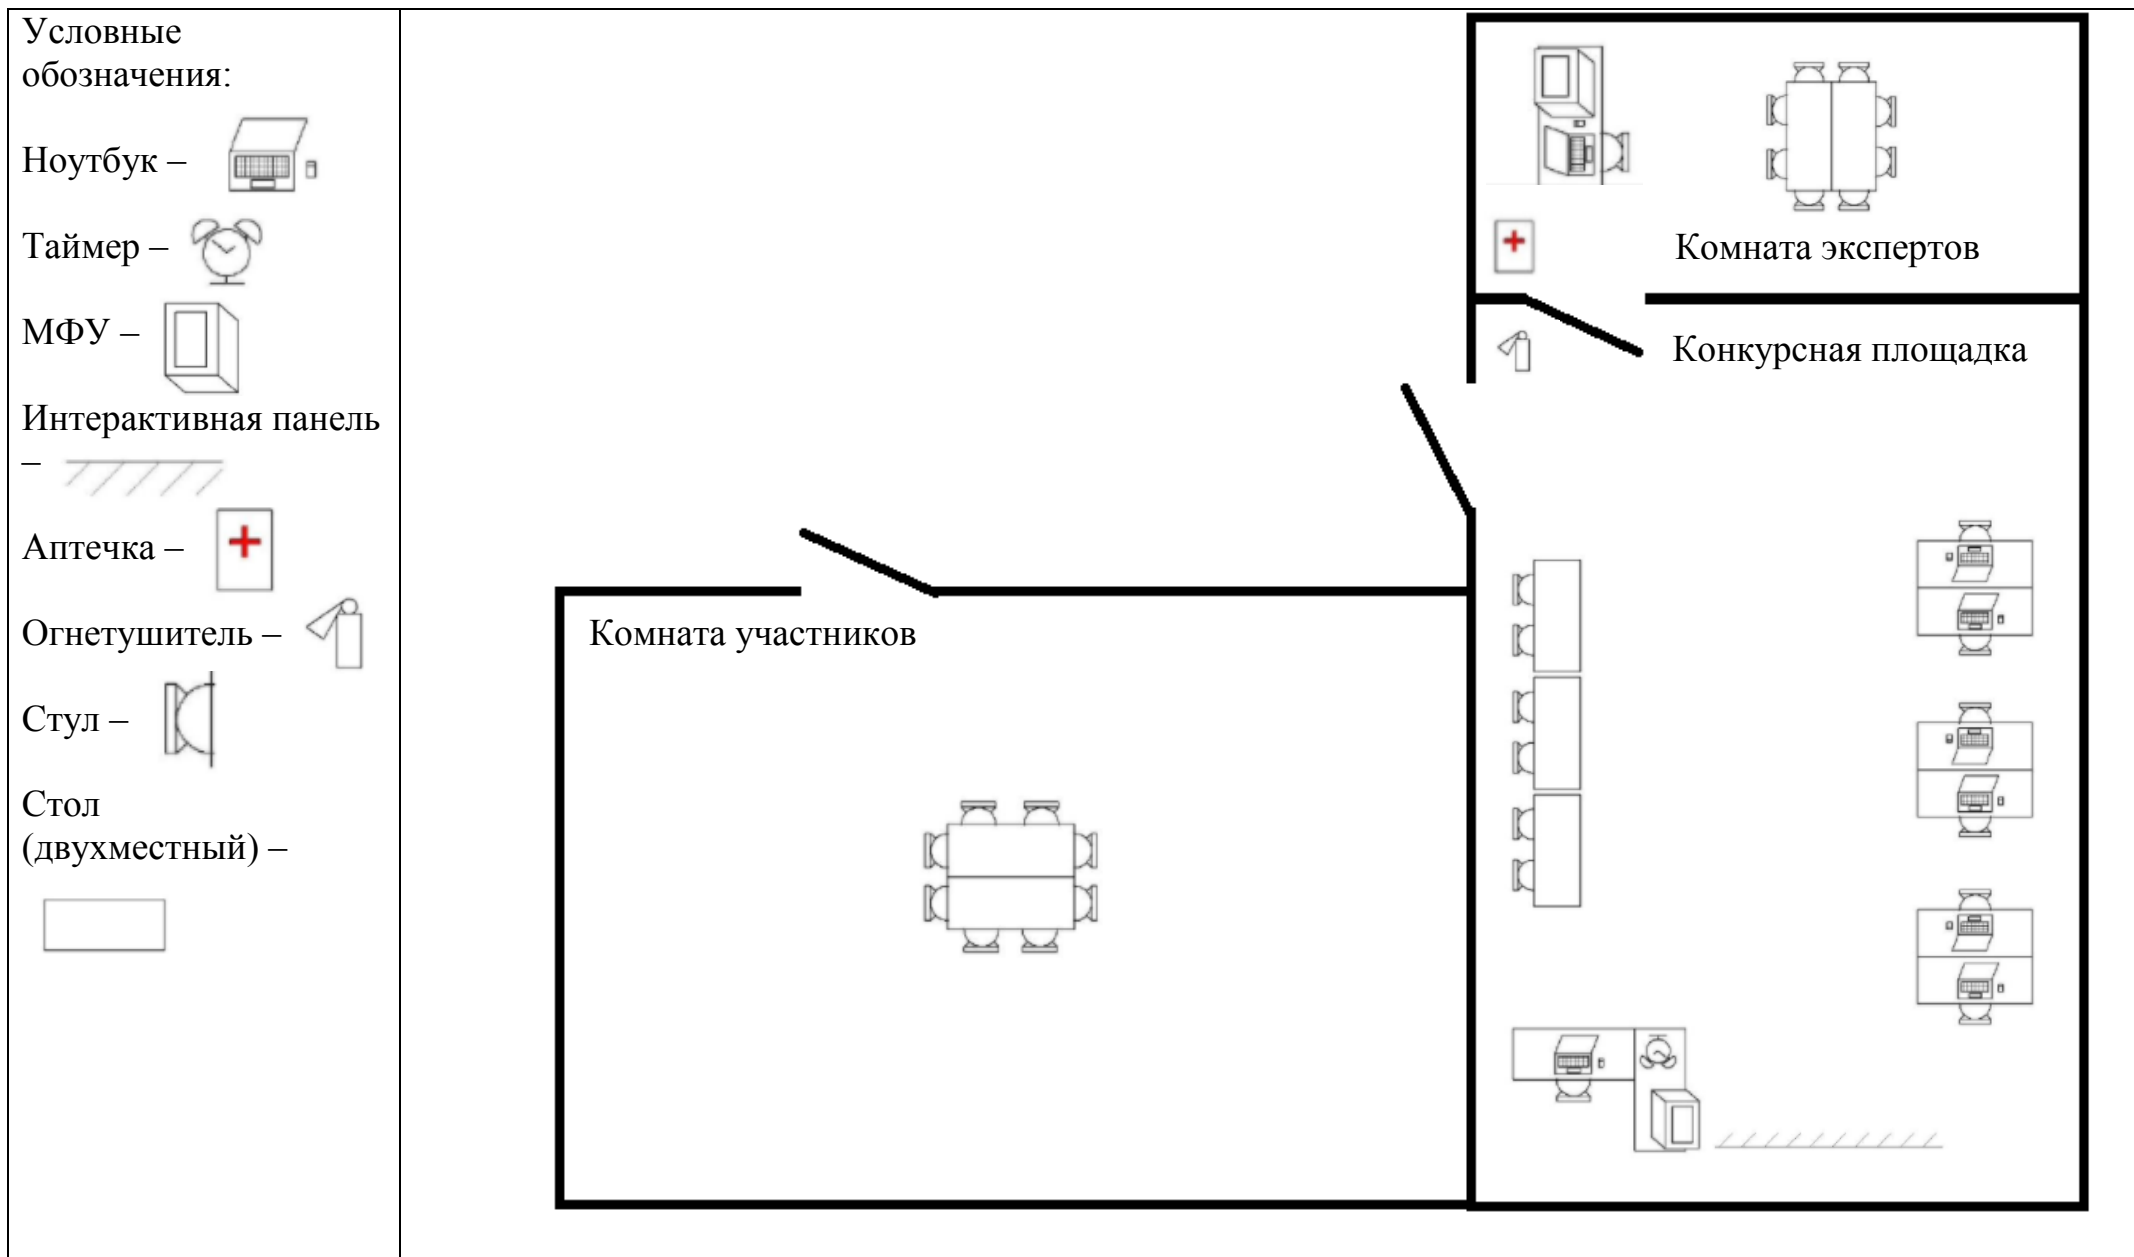 Условные
обозначения:
Ноутбук –
Таймер –
МФУ –
Интерактивная панель
–
Аптечка –
Огнетушитель –
Стул –
Стол
(двухместный) –
Комната экспертов
Конкурсная площадка
Комната участников